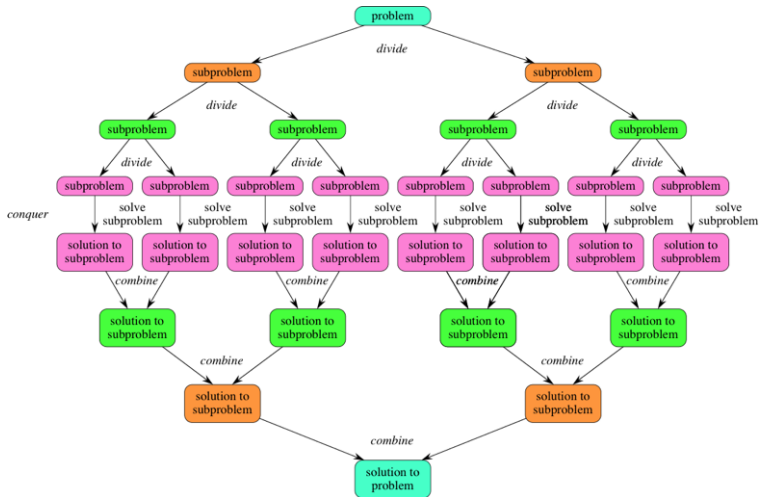 problem
divide
subproblem
subproblem
divide
divide
subproblem
subproblem
subproblem
subproblem
divide
divide
divide
divide
subproblem
subproblem
subproblem
subproblem
subproblem
subproblem
subproblem
subproblem
conquer
solve
subproblem
solve
subproblem
solve
subproblem
solve
subproblem
solve
subproblem
solve
subproblem
solve
subproblem
solve
subproblem
solution to
subproblem
solution to
subproblem
solution to
subproblem
solution to
subproblem
solution to
subproblem
solution to
subproblem
solution to
subproblem
solution to
subproblem
combine
combine
combine
combine
solution to
subproblem
solution to
subproblem
solution to
subproblem
solution to
subproblem
combine
combine
solution to
subproblem
solution to
subproblem
combine
solution to
problem